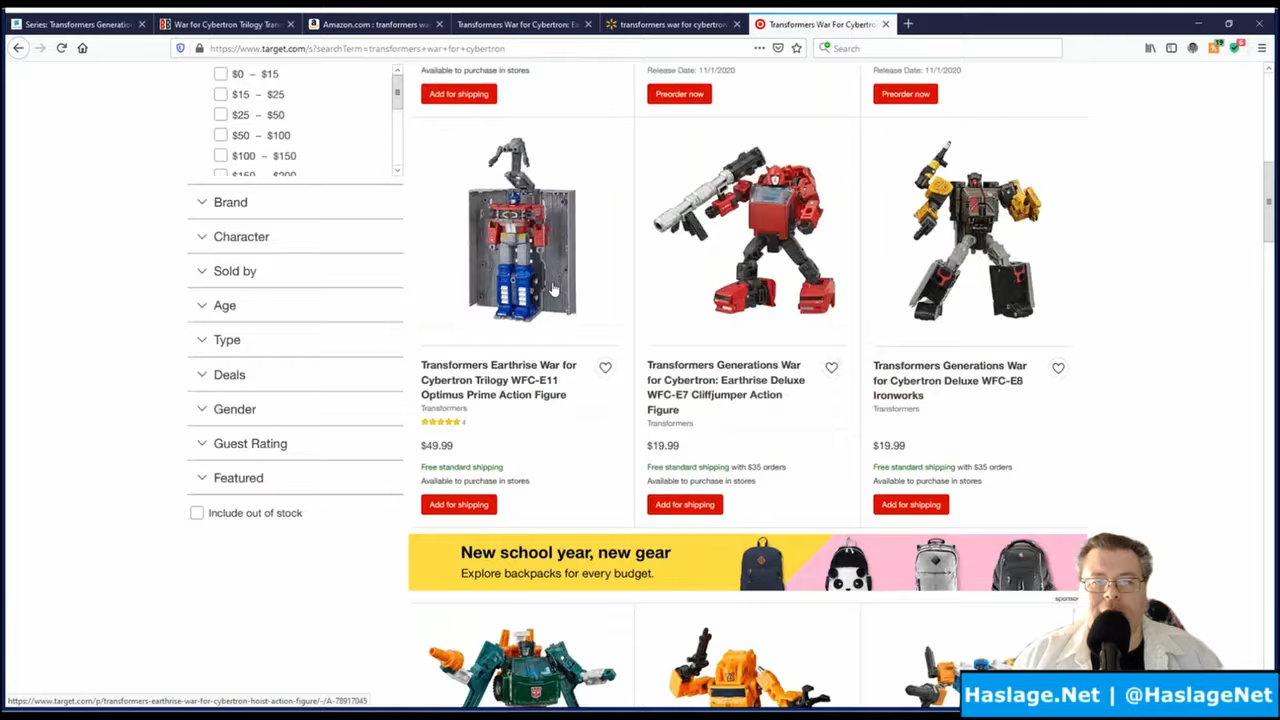 Series: Transformers Generation
War for Cybertron Trilogy Tran
Amazon.com : transformers wa
Transformers War for Cybertron: E
transformers war for cybertron
Transformers War For Cybertro
https://www.target.com/s?searchTerm=transformers+war+for+cybertron
Search
$0 – $15
$15 – $25
$25 – $50
$50 – $100
$100 – $150
$150 – $200
Brand
Character
Sold by
Age
Type
Deals
Gender
Guest Rating
Featured
Include out of stock
Available to purchase in stores
Add for shipping
Release Date: 11/1/2020
Preorder now
Release Date: 11/1/2020
Preorder now
Transformers Earthrise War for
Cybertron Trilogy WFC-E11
Optimus Prime Action Figure
Transformers
4
$49.99
Free standard shipping
Available to purchase in stores
Add for shipping
Transformers Generations War
for Cybertron: Earthrise Deluxe
WFC-E7 Cliffjumper Action
Figure
Transformers
$19.99
Free standard shipping with $35 orders
Available to purchase in stores
Add for shipping
Transformers Generations War
for Cybertron Deluxe WFC-E8
Ironworks
Transformers
$19.99
Free standard shipping with $35 orders
Available to purchase in stores
Add for shipping
New school year, new gear
Explore backpacks for every budget.
sponso
https://www.target.com/p/transformers-earthrise-war-for-cybertron-hoist-action-figure/-/A-78917045
Haslage.Net | @HaslageNet